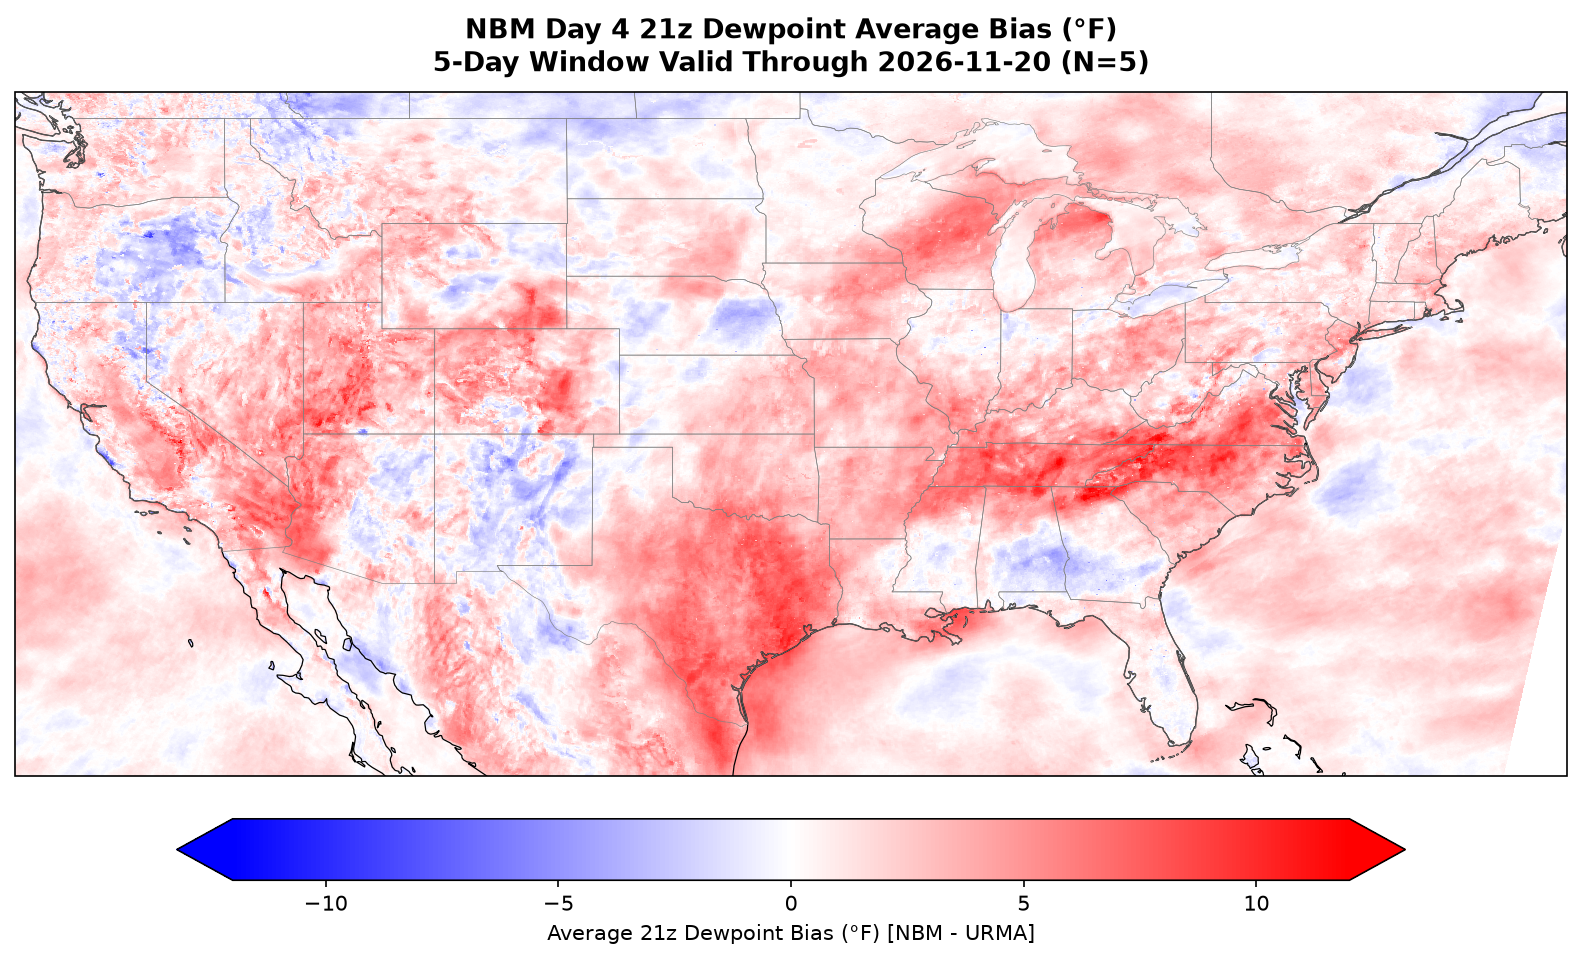 NBM Day 4 21z Dewpoint Average Bias (°F)
5-Day Window Valid Through 2026-11-20 (N=5)
−10 −5 0 5 10
Average 21z Dewpoint Bias (°F) [NBM - URMA]